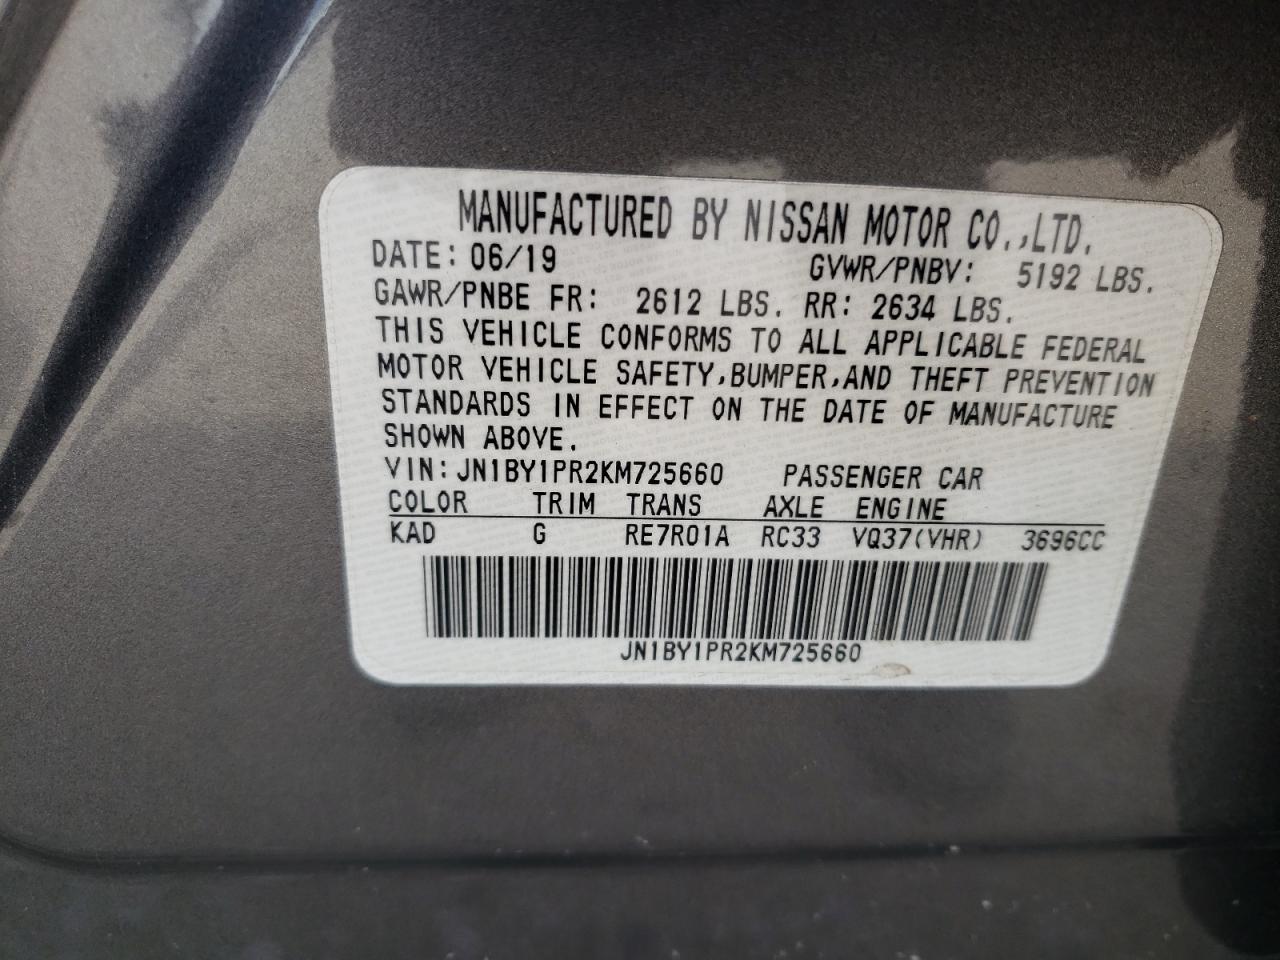 MANUFACTURED BY NISSAN MOTOR CO.,LTD.
DATE: 06/19 GVWR/PNBV: 5192 LBS.
GAWR/PNBE FR: 2612 LBS. RR: 2634 LBS.
THIS VEHICLE CONFORMS TO ALL APPLICABLE FEDERAL
MOTOR VEHICLE SAFETY,BUMPER,AND THEFT PREVENTION
STANDARDS IN EFFECT ON THE DATE OF MANUFACTURE
SHOWN ABOVE.
VIN: JN1BY1PR2KM725660 PASSENGER CAR
COLOR TRIM TRANS AXLE ENGINE
KAD G RE7R01A RC33 VQ37(VHR) 3696CC
JN1BY1PR2KM725660